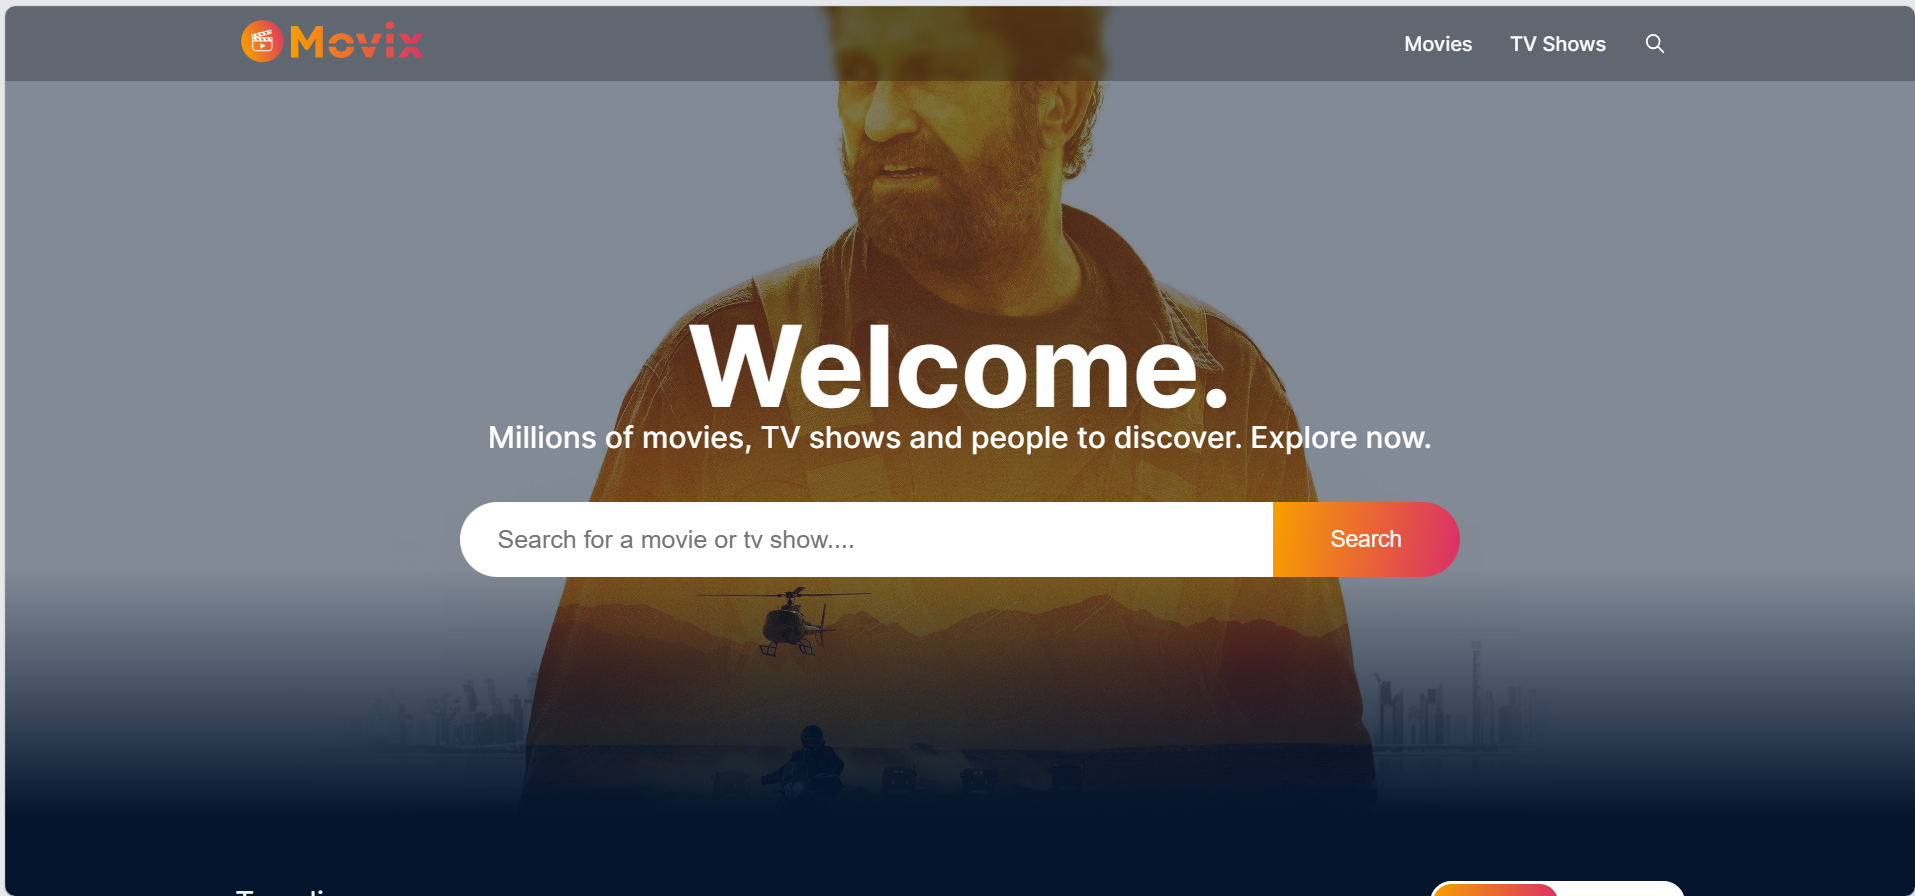 Movix
Movies
TV Shows
Welcome.
Millions of movies, TV shows and people to discover. Explore now.
Search for a movie or tv show....
Search